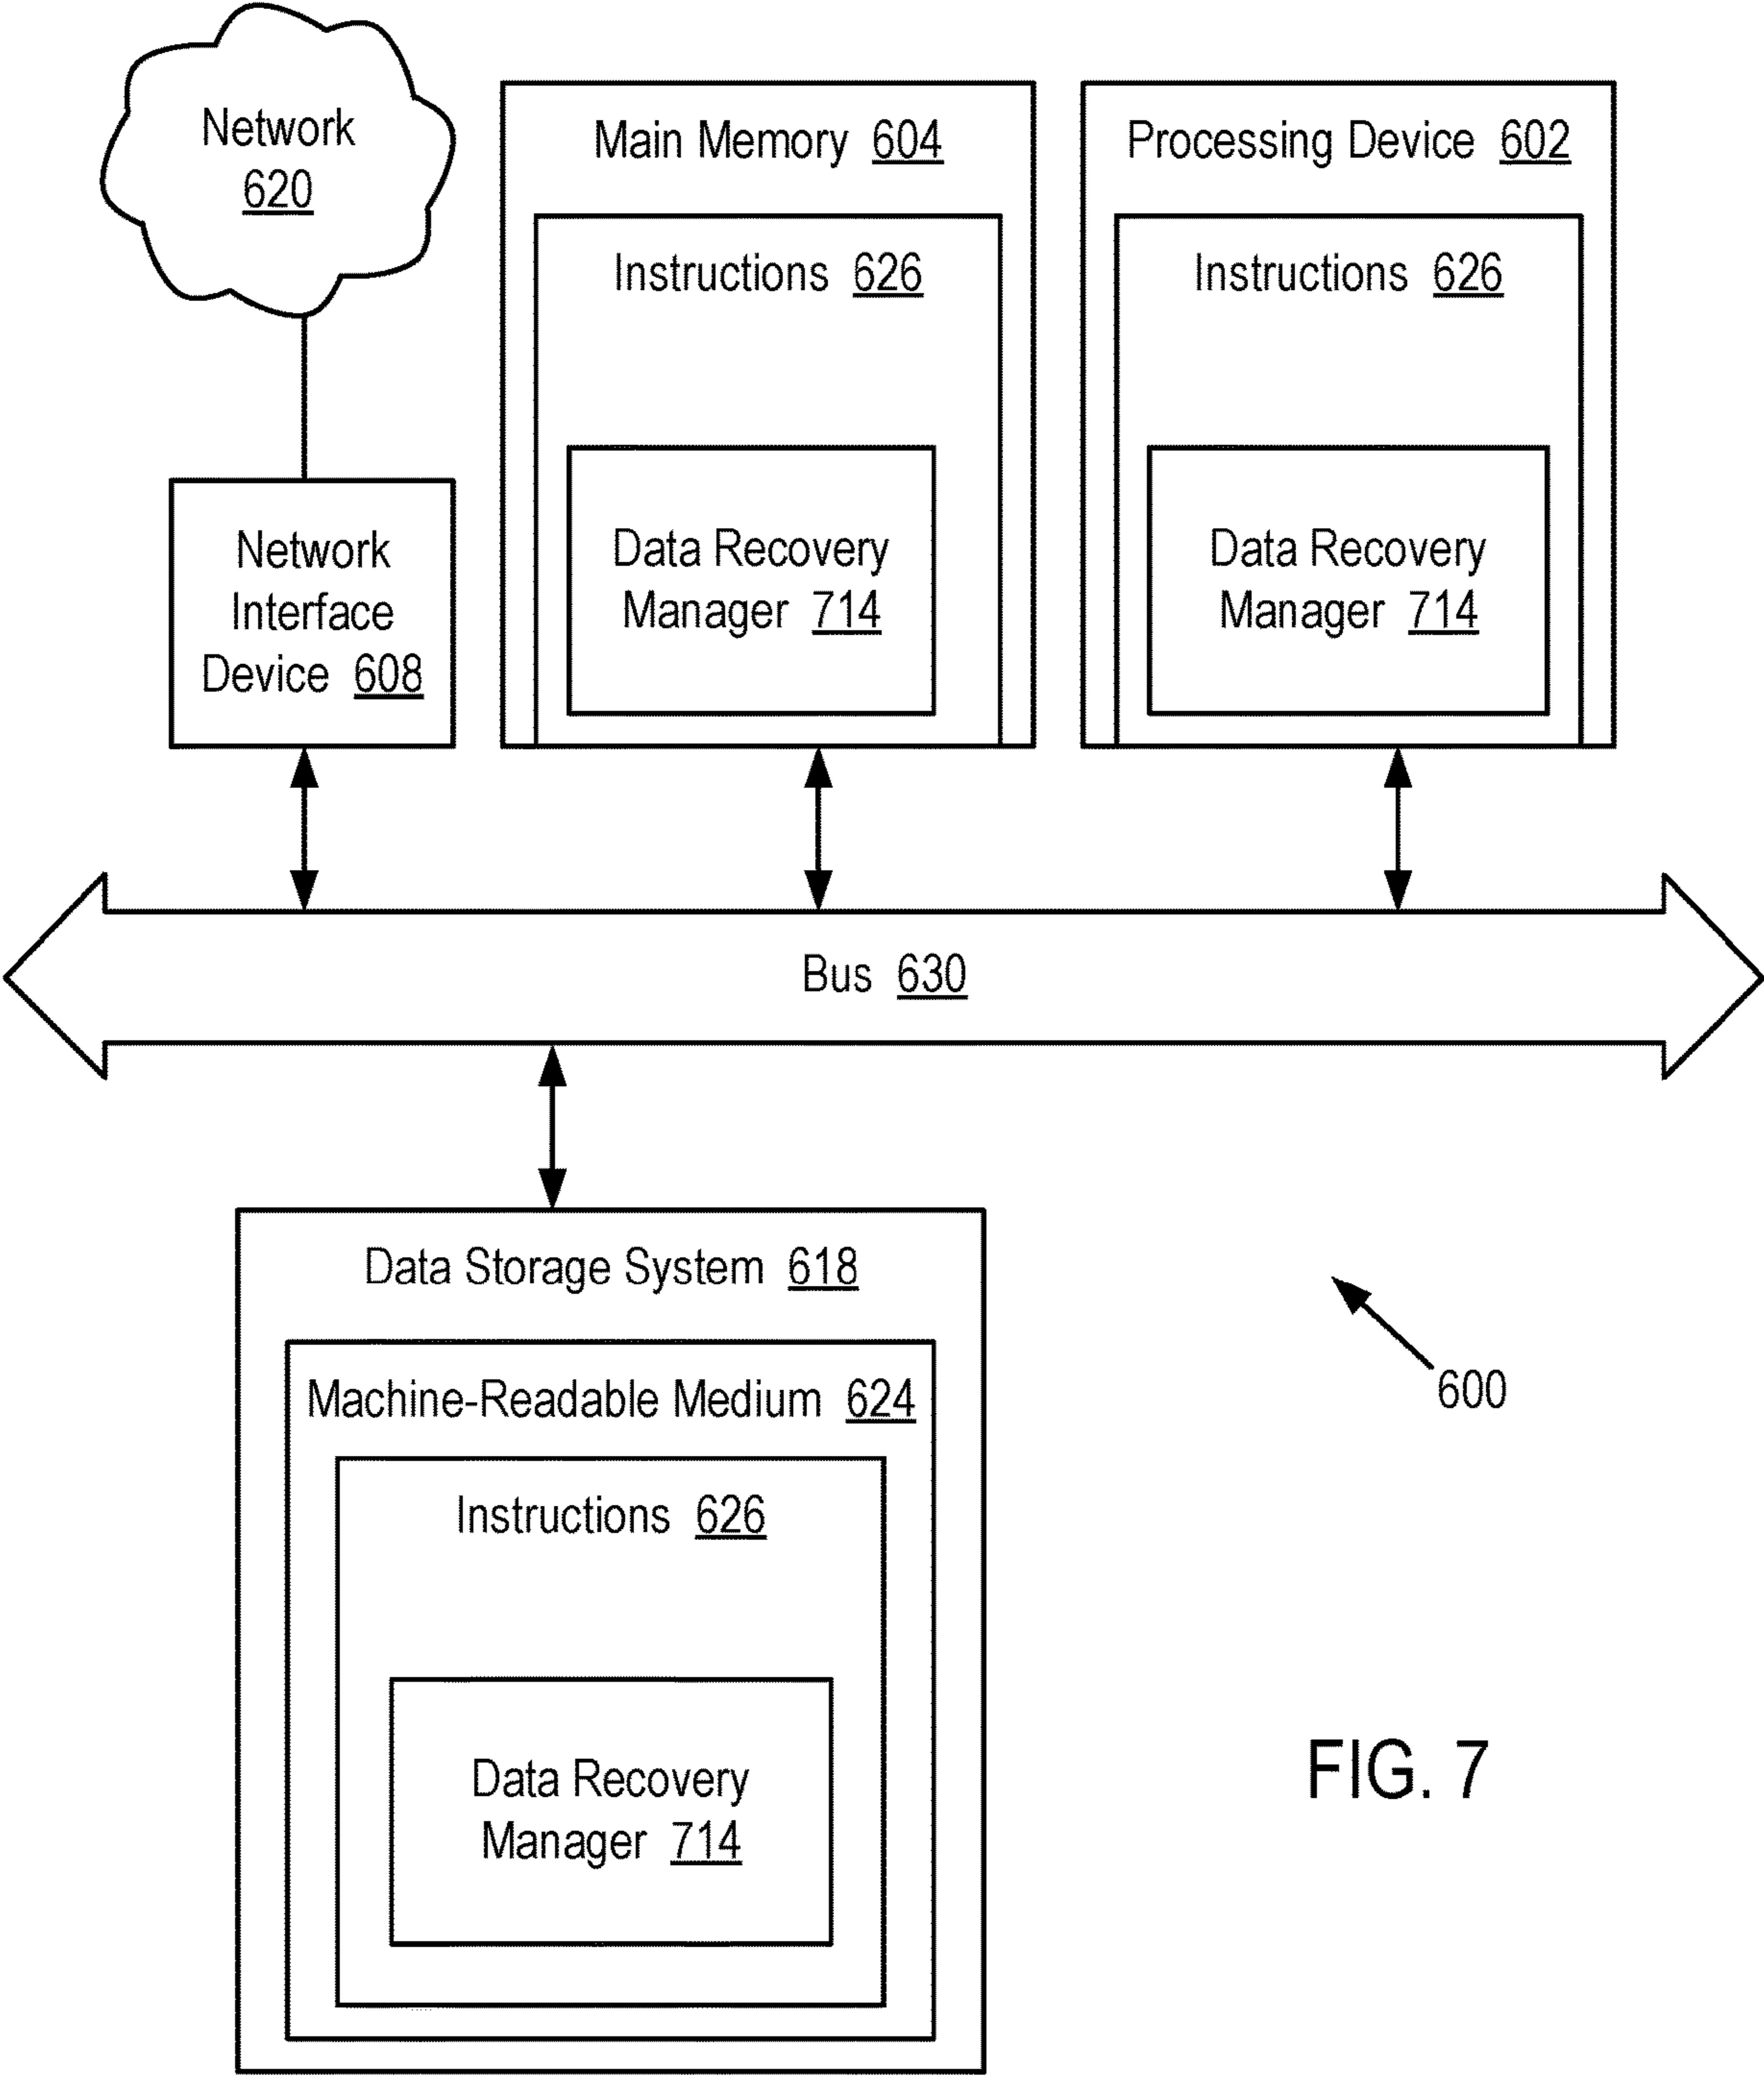 Network
620
Main Memory 604
Processing Device 602
Instructions 626
Instructions 626
Data Recovery
Manager 714
Data Recovery
Manager 714
Network
Interface
Device 608
Bus 630
Data Storage System 618
Machine-Readable Medium 624
Instructions 626
Data Recovery
Manager 714
600
FIG. 7